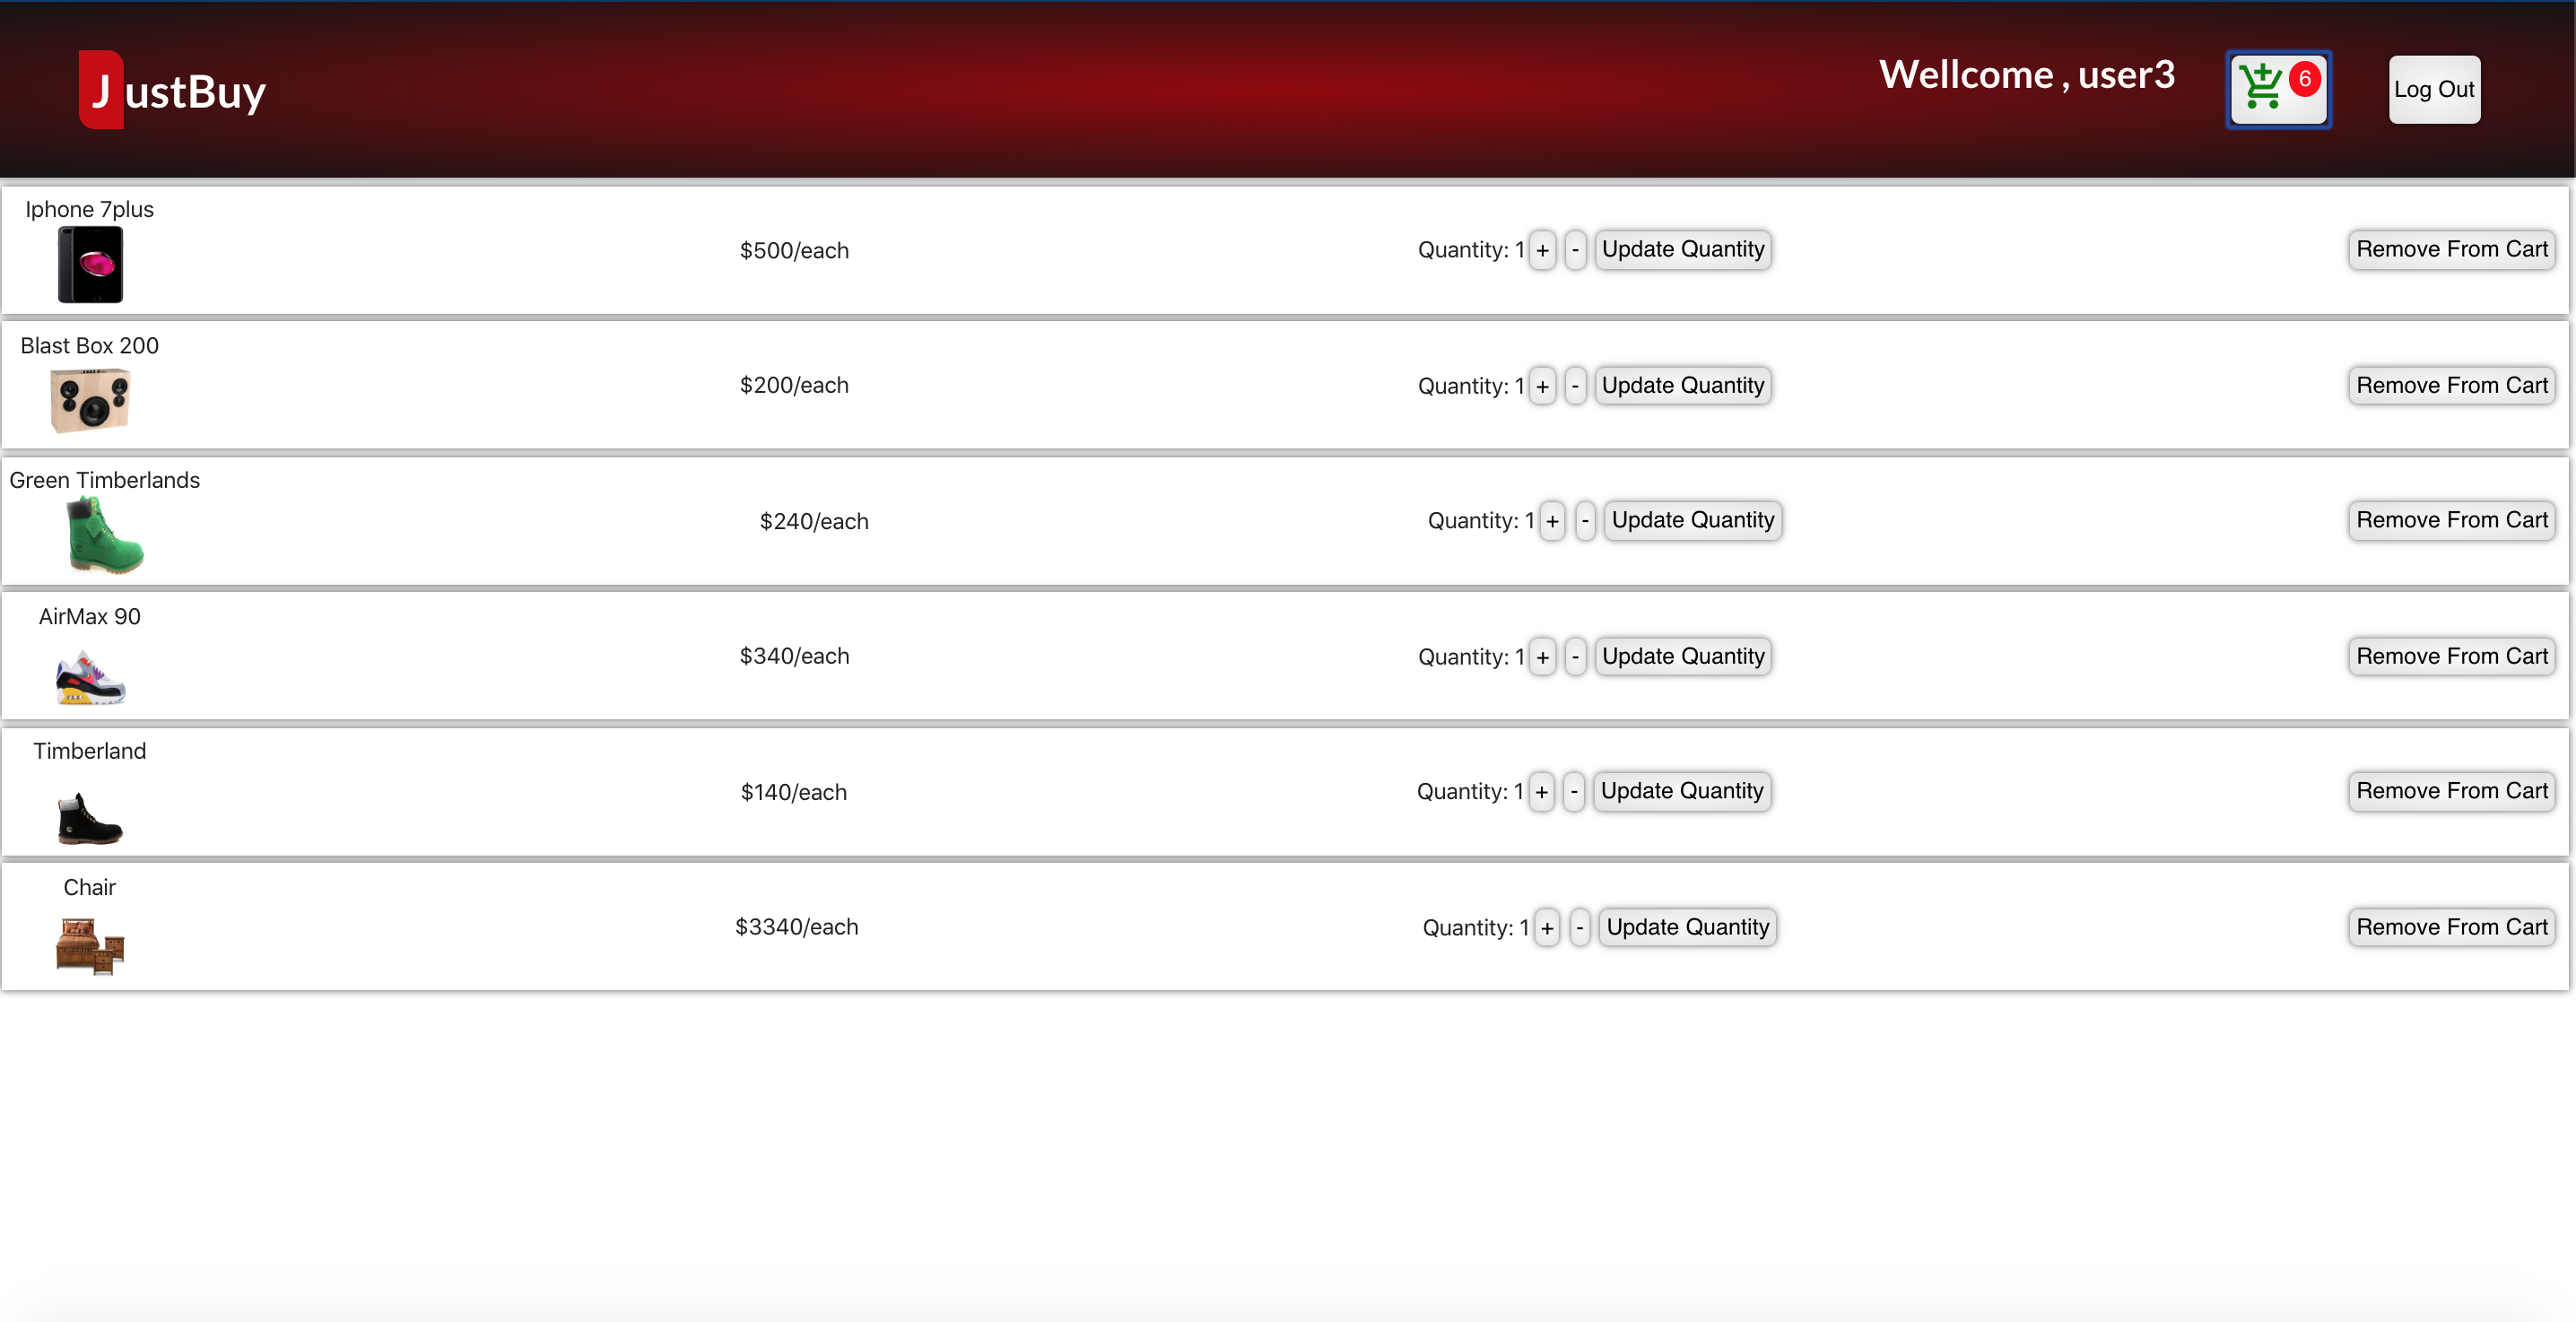 JustBuy
Wellcome , user3
6
Log Out
Iphone 7plus
$500/each
Quantity: 1 + - Update Quantity
Remove From Cart
Blast Box 200
$200/each
Quantity: 1 + - Update Quantity
Remove From Cart
Green Timberlands
$240/each
Quantity: 1 + - Update Quantity
Remove From Cart
AirMax 90
$340/each
Quantity: 1 + - Update Quantity
Remove From Cart
Timberland
$140/each
Quantity: 1 + - Update Quantity
Remove From Cart
Chair
$3340/each
Quantity: 1 + - Update Quantity
Remove From Cart